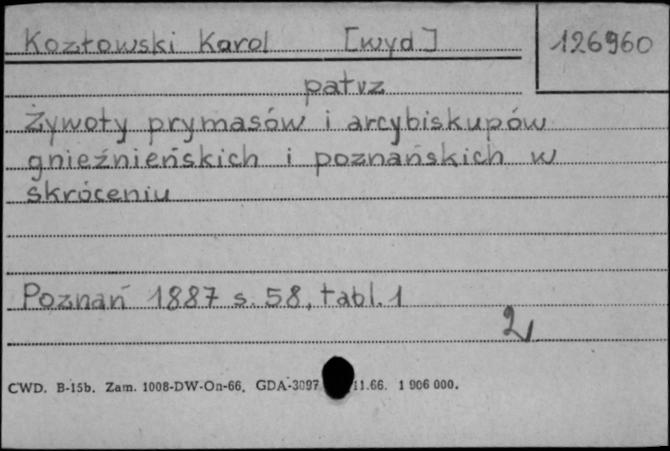 Kozłowski Karol [wyd.] 126960
patrz
Żywoty prymasów i arcybiskupów
gnieźnieńskich i poznańskich w
skróceniu
Poznań 1887 s. 58, tabl. 1
2
CWD. B-15b. Zam. 1008-DW-On-66. GDA-3097 11.66. 1 906 000.